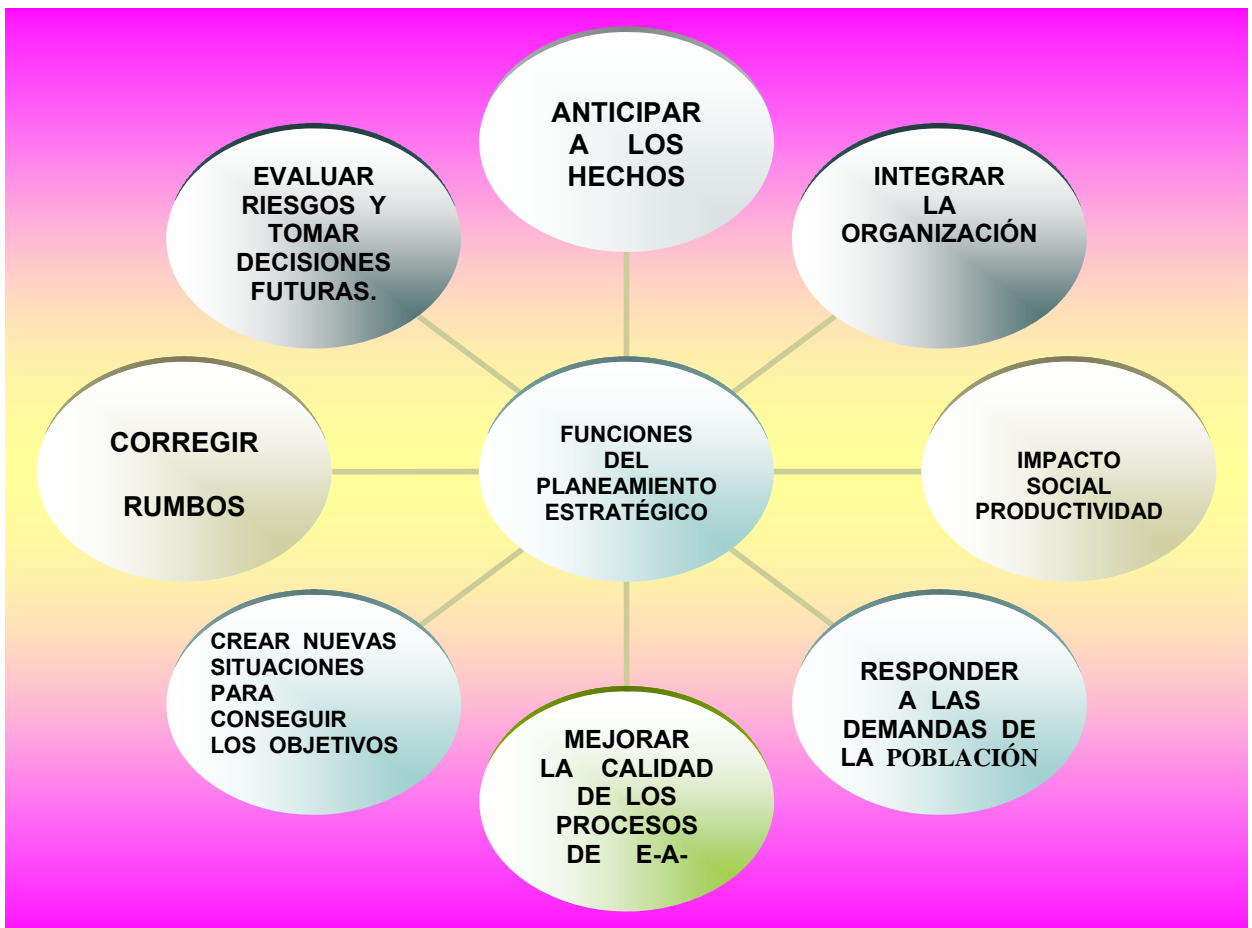 ANTICIPAR
A LOS
HECHOS
EVALUAR
RIESGOS Y
TOMAR
DECISIONES
FUTURAS.
INTEGRAR
LA
ORGANIZACIÓN
CORREGIR
RUMBOS
FUNCIONES
DEL
PLANEAMIENTO
ESTRATÉGICO
IMPACTO
SOCIAL
PRODUCTIVIDAD
CREAR NUEVAS
SITUACIONES
PARA
CONSEGUIR
LOS OBJETIVOS
MEJORAR
LA CALIDAD
DE LOS
PROCESOS
DE E-A-
RESPONDER
A LAS
DEMANDAS DE
LA POBLACIÓN